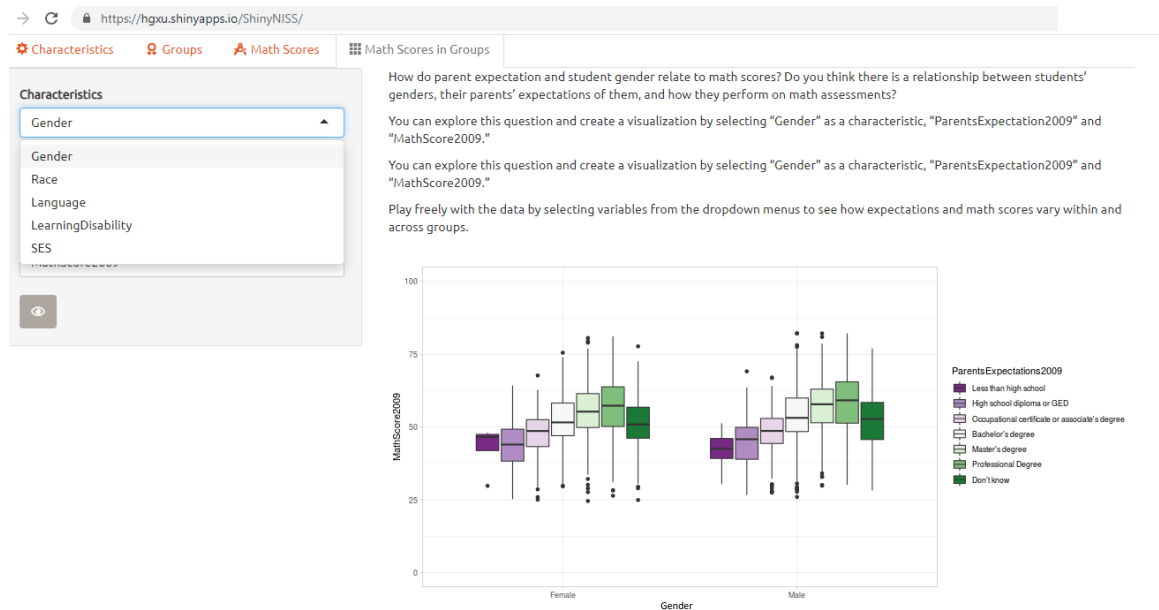 https://hgxu.shinyapps.io/ShinyNISS/
Characteristics
Groups
Math Scores
Math Scores in Groups
Characteristics
Gender
Gender
Race
Language
LearningDisability
SES
MathScore2009
How do parent expectation and student gender relate to math scores? Do you think there is a relationship between students'
genders, their parents' expectations of them, and how they perform on math assessments?
You can explore this question and create a visualization by selecting “Gender” as a characteristic, “ParentsExpectation2009” and
“MathScore2009.”
You can explore this question and create a visualization by selecting “Gender” as a characteristic, “ParentsExpectation2009” and
“MathScore2009.”
Play freely with the data by selecting variables from the dropdown menus to see how expectations and math scores vary within and
across groups.
100
75
50
25
0
MathScore2009
Female
Male
Gender
ParentsExpectations2009
Less than high school
High school diploma or GED
Occupational certificate or associate's degree
Bachelor's degree
Master's degree
Professional Degree
Don't know